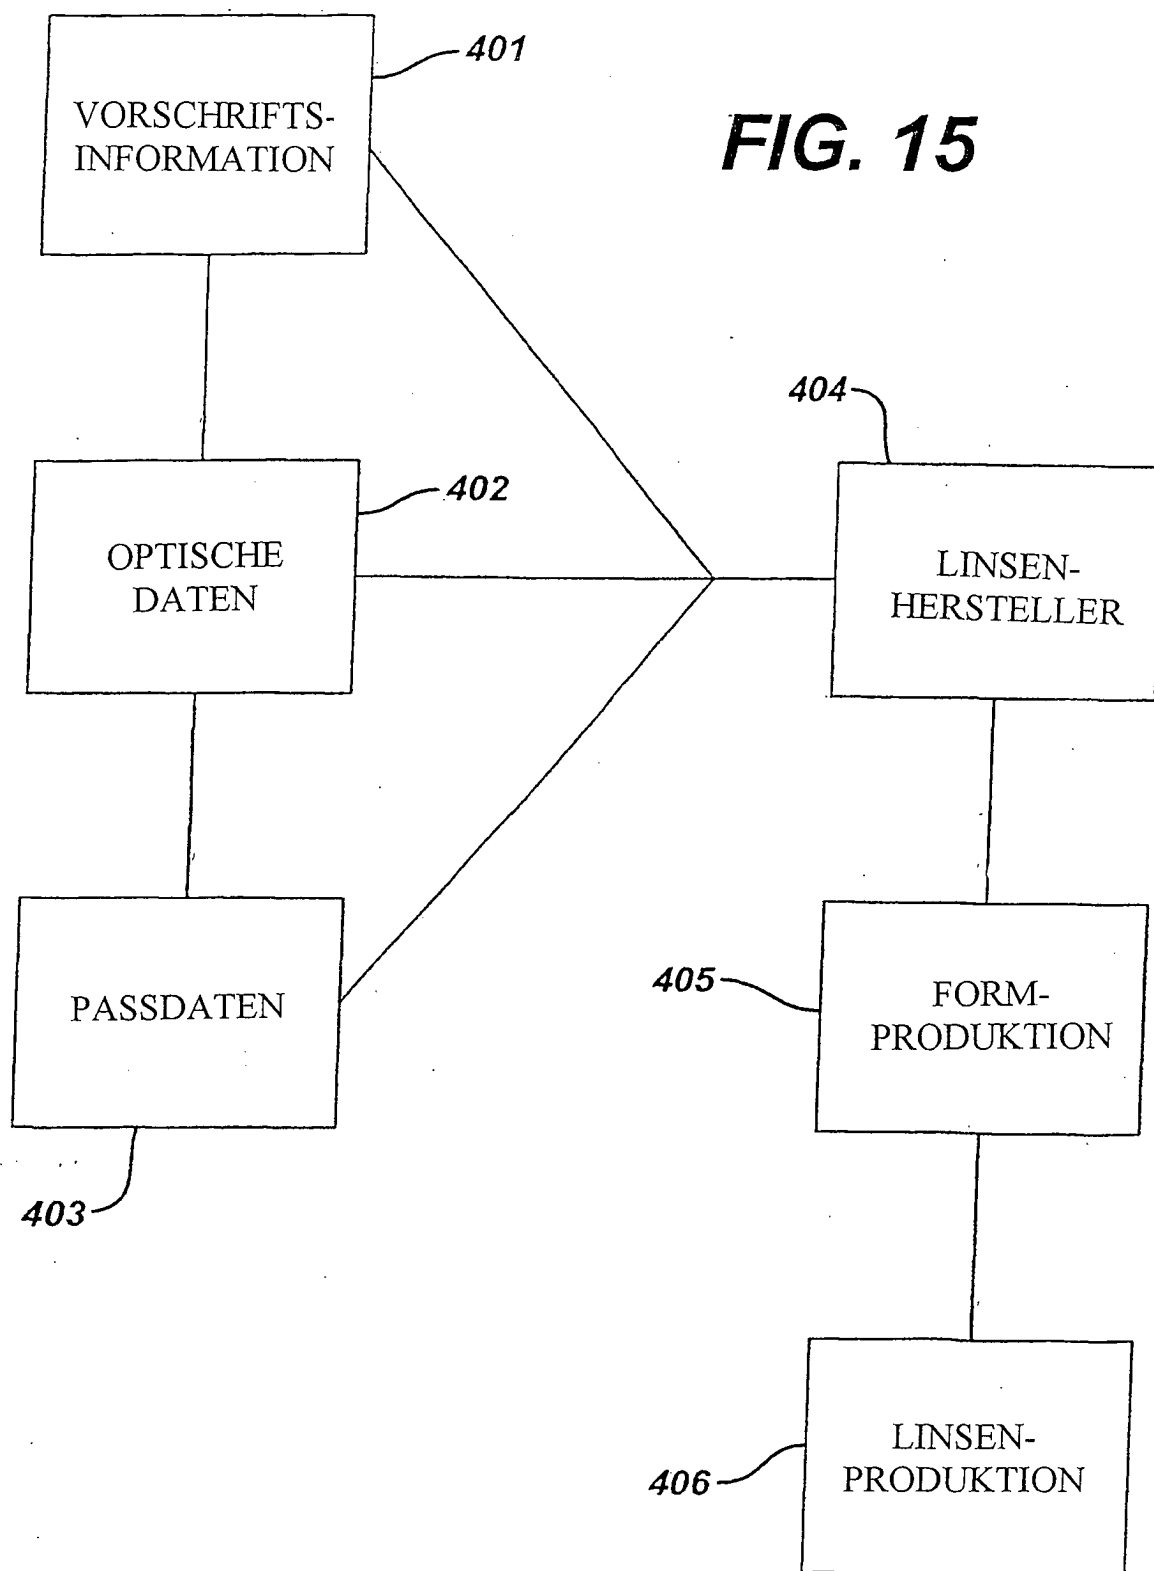 401
VORSCHRIFTS-
INFORMATION
FIG. 15
402
OPTISCHE
DATEN
404
LINSEN-
HERSTELLER
PASSDATEN
403
405
FORM-
PRODUKTION
406
LINSEN-
PRODUKTION